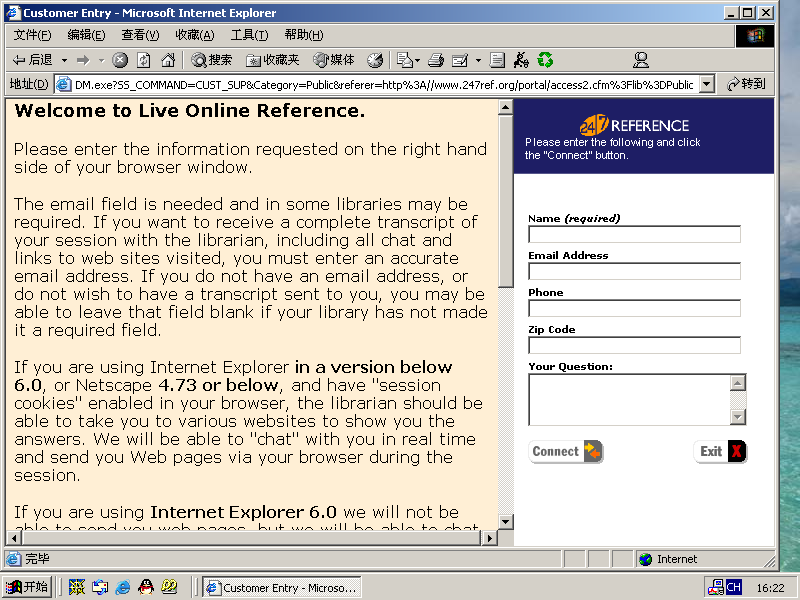 Customer Entry - Microsoft Internet Explorer
文件(F) 编辑(E) 查看(V) 收藏(A) 工具(T) 帮助(H)
后退 搜索 收藏夹 媒体
地址(D) DM.exe?SS_COMMAND=CUST_SUP&Category=Public&referer=http%3A//www.247ref.org/portal/access2.cfm%3Flib%3DPublic 转到
Welcome to Live Online Reference.
Please enter the information requested on the right hand
side of your browser window.
The email field is needed and in some libraries may be
required. If you want to receive a complete transcript of
your session with the librarian, including all chat and
links to web sites visited, you must enter an accurate
email address. If you do not have an email address, or
do not wish to have a transcript sent to you, you may be
able to leave that field blank if your library has not made
it a required field.
If you are using Internet Explorer in a version below
6.0, or Netscape 4.73 or below, and have "session
cookies" enabled in your browser, the librarian should be
able to take you to various websites to show you the
answers. We will be able to "chat" with you in real time
and send you Web pages via your browser during the
session.
If you are using Internet Explorer 6.0 we will not be
able to send you web pages, but we will be able to chat
247 REFERENCE
Please enter the following and click
the "Connect" button.
Name (required)
Email Address
Phone
Zip Code
Your Question:
Connect Exit X
完毕 Internet
开始 Customer Entry - Microso... CH 16:22